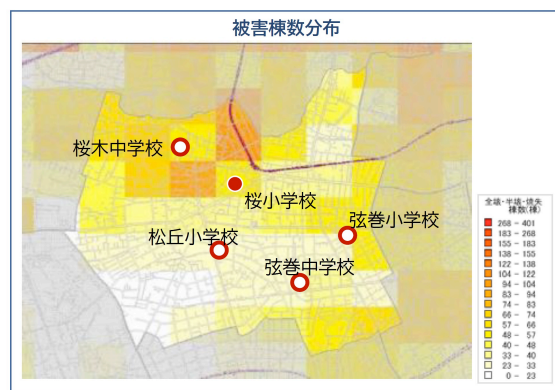 被害棟数分布
桜木中学校
桜小学校
弦巻小学校
松丘小学校
弦巻中学校
全壊・半壊・焼失
棟数(棟)
268 - 401
183 - 268
155 - 183
138 - 155
122 - 138
104 - 122
94 - 104
83 - 94
74 - 83
66 - 74
57 - 66
48 - 57
40 - 48
33 - 40
23 - 33
0 - 23